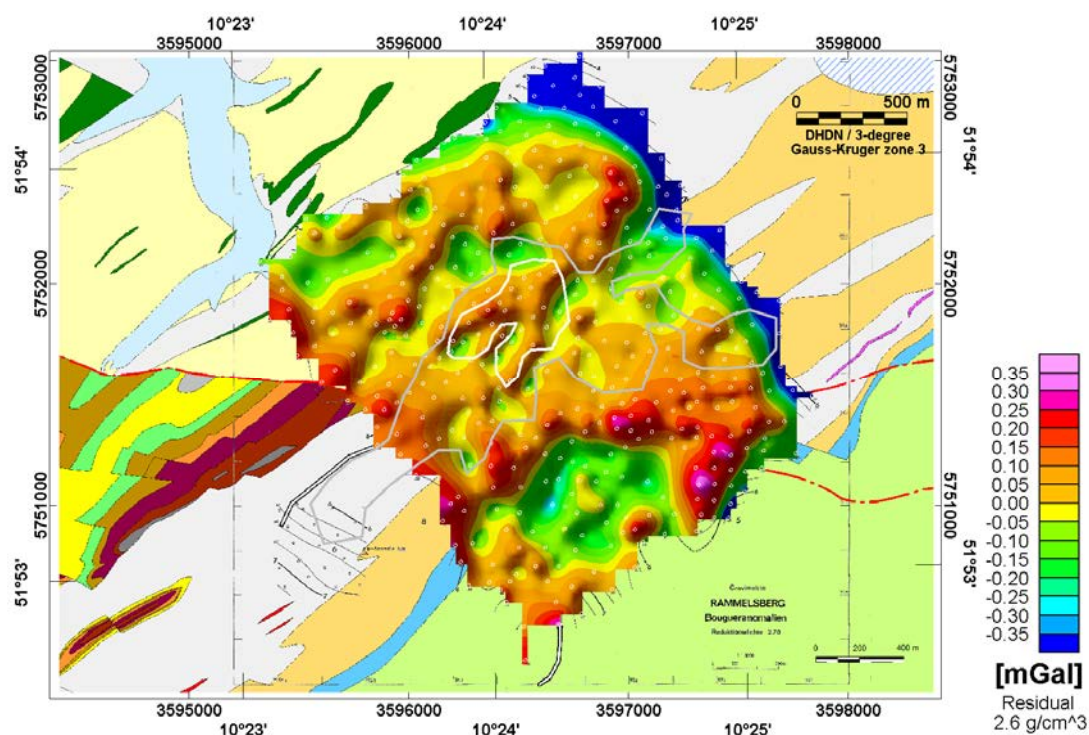 10°23' 10°24' 10°25'
3595000 3596000 3597000 3598000
5753000 5753000
0 500 m
DHDN / 3-degree
Gauss-Kruger zone 3
51°54' 51°54'
5752000 5752000
5751000 5751000
51°53' 51°53'
RAMMELSBERG
Bougueranomalien
0 200 400 m
3595000 3596000 3597000 3598000
10°23' 10°24' 10°25'
0.35
0.30
0.25
0.20
0.15
0.10
0.05
0.00
-0.05
-0.10
-0.15
-0.20
-0.25
-0.30
-0.35
[mGal]
Residual
2.6 g/cm^3